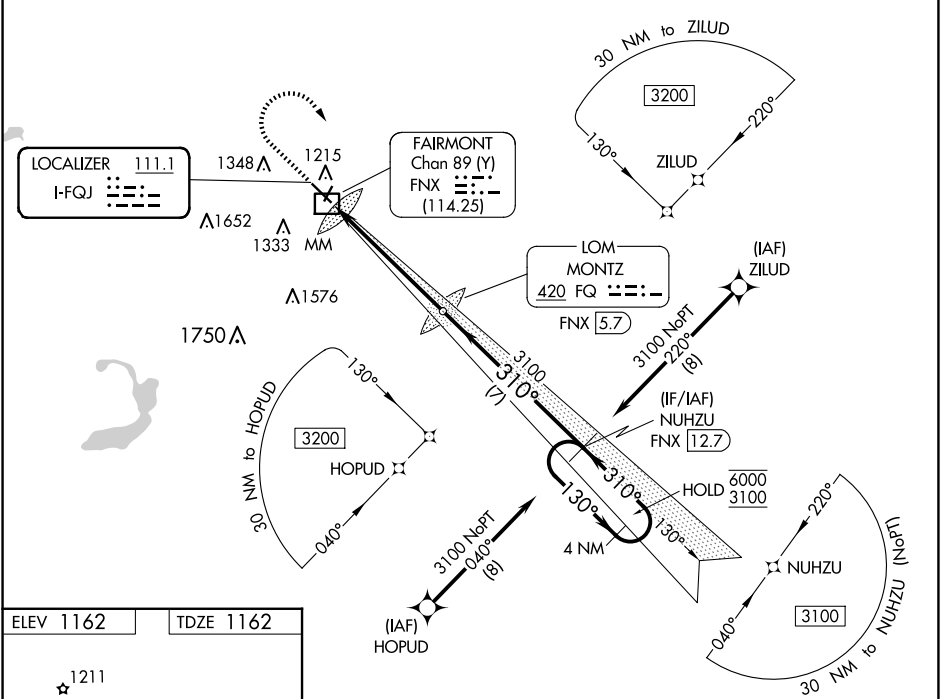 30 NM to ZILUD
3200
130°
220°
ZILUD
LOCALIZER 111.1
I-FQJ
1348
1215
FAIRMONT
Chan 89 (Y)
FNX
(114.25)
1652
1333
MM
LOM
MONTZ
420 FQ
FNX 5.7
1576
1750
(IAF)
ZILUD
3100 NoPT
220°
(8)
3100
310°
(7)
(IF/IAF)
NUHZU
FNX 12.7
30 NM to HOPUD
130°
3200
HOPUD
040°
310°
HOLD 6000
3100
130°
130°
4 NM
3100 NoPT
040°
(8)
(IAF)
HOPUD
220°
NUHZU
040°
3100
30 NM to NUHZU (NoPT)
ELEV 1162
TDZE 1162
1211